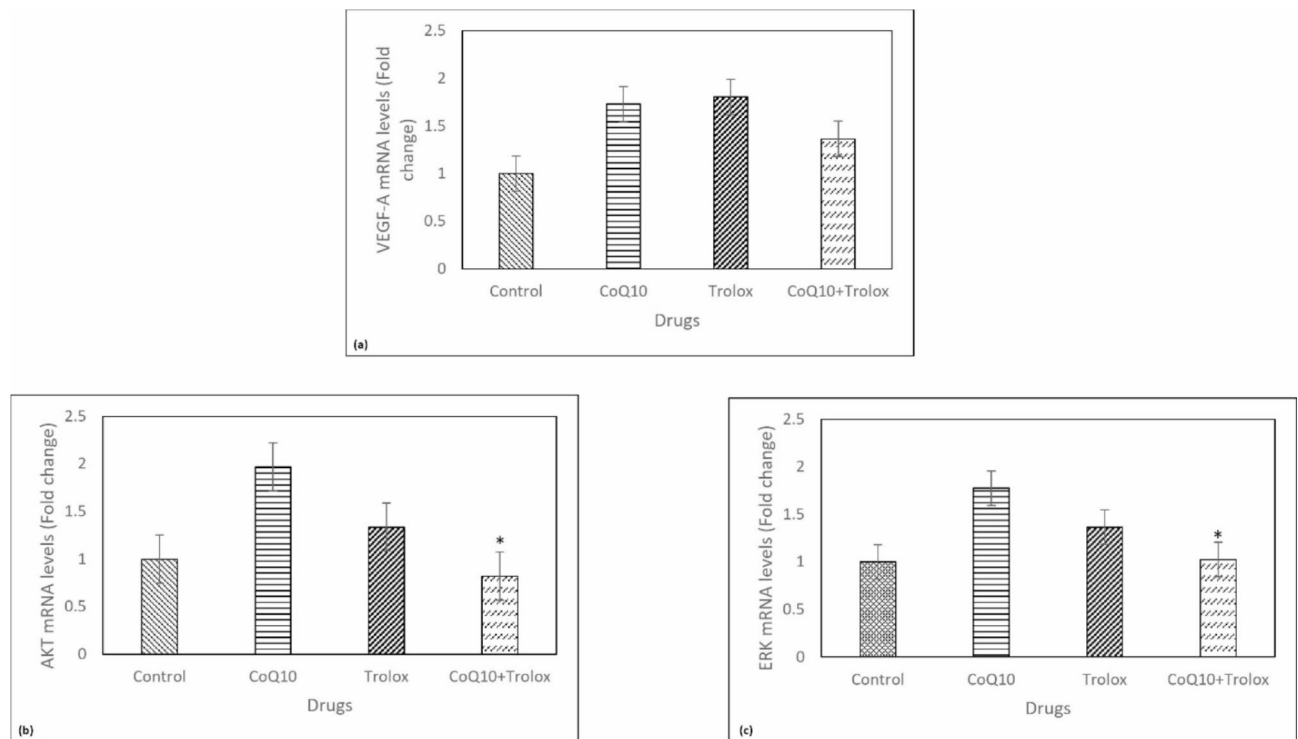 2.5
2
1.5
1
0.5
0
VEGF-A mRNA levels (Fold
change)
Control CoQ10 Trolox CoQ10+Trolox
Drugs
(a)
2.5
2
1.5
1
0.5
0
AKT mRNA levels (Fold change)
*
Control CoQ10 Trolox CoQ10+Trolox
Drugs
(b)
2.5
2
1.5
1
0.5
0
ERK mRNA levels (Fold change)
*
Control CoQ10 Trolox CoQ10+Trolox
Drugs
(c)